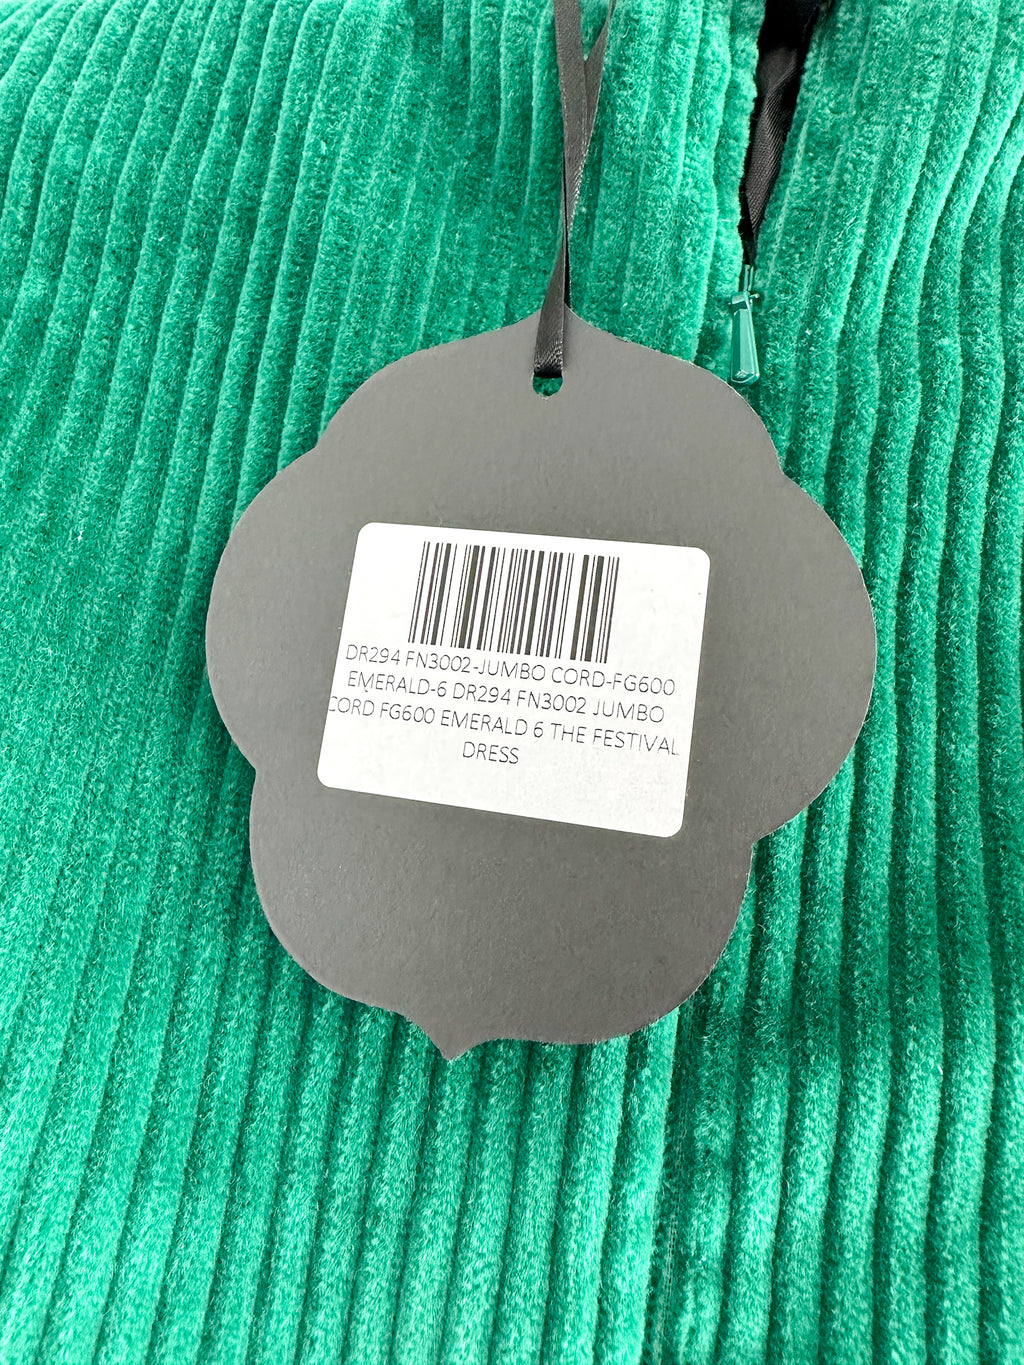 DR294 FN3002-JUMBO CORD-FG600
EMERALD-6 DR294 FN3002 JUMBO
CORD FG600 EMERALD 6 THE FESTIVAL
DRESS